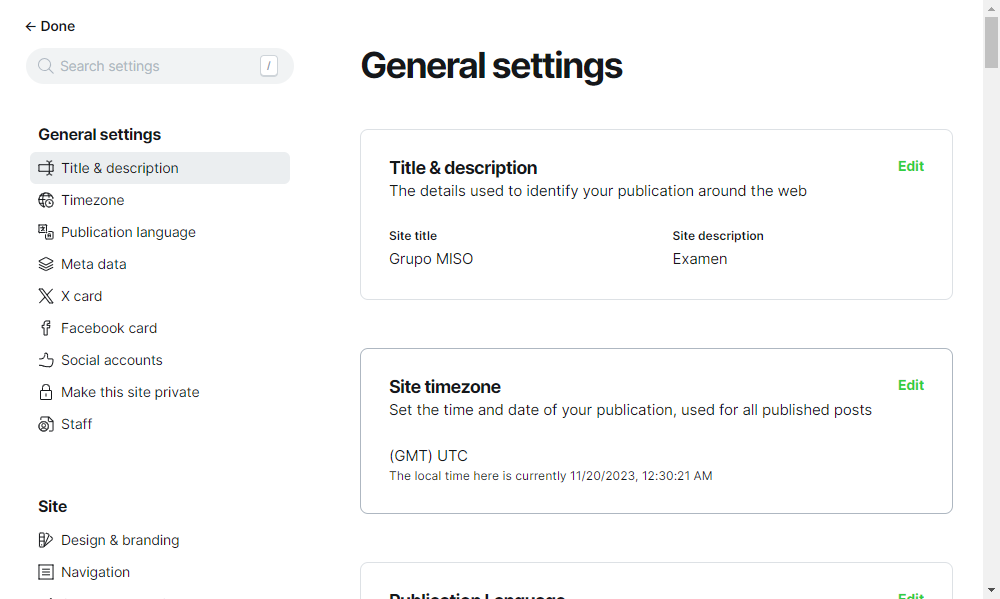 ← Done
Search settings /
General settings
Title & description
Timezone
Publication language
Meta data
X card
Facebook card
Social accounts
Make this site private
Staff
Site
Design & branding
Navigation
General settings
Title & description
Edit
The details used to identify your publication around the web
Site title
Grupo MISO
Site description
Examen
Site timezone
Edit
Set the time and date of your publication, used for all published posts
(GMT) UTC
The local time here is currently 11/20/2023, 12:30:21 AM
Publication Language
Edit